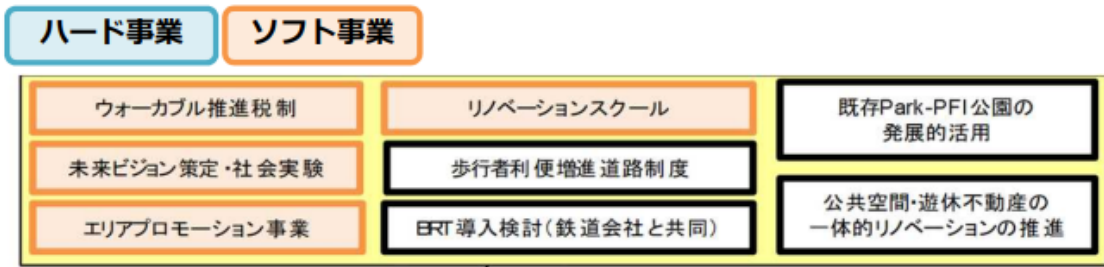 ハード事業
ソフト事業
ウォーカブル推進税制
リノベーションスクール
既存Park-PFI公園の
発展的活用
未来ビジョン策定・社会実験
歩行者利便増進道路制度
エリアプロモーション事業
BRT導入検討(鉄道会社と共同)
公共空間・遊休不動産の
一体的リノベーションの推進